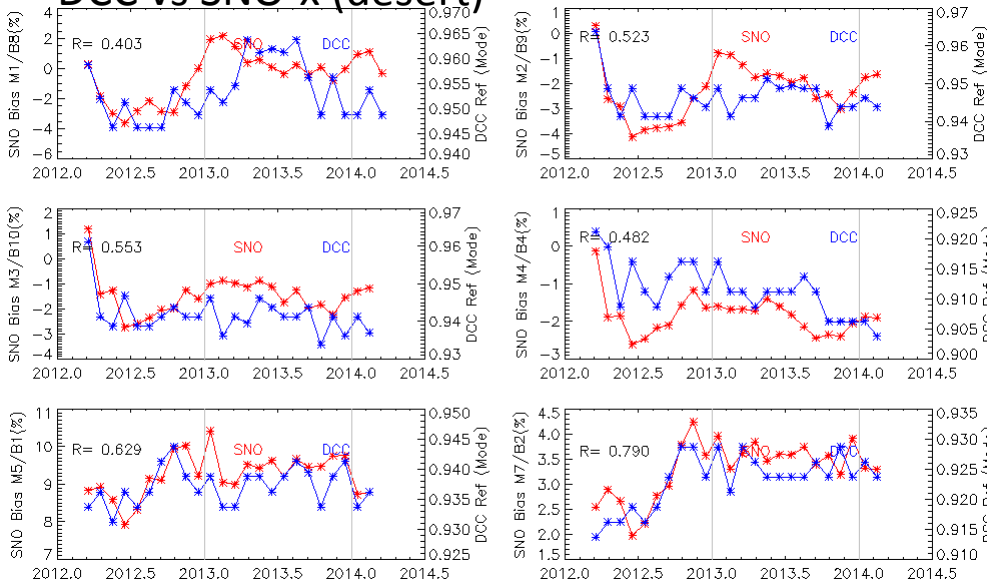 DCC vs SNO-x (desert)
SNO Bias M1/B8(%)
4
2
0
−2
−4
−6
R= 0.403
SNO
DCC
0.970
0.965
0.960
0.955
0.950
0.945
0.940
DCC Ref (Mode)
2012.0 2012.5 2013.0 2013.5 2014.0 2014.5
SNO Bias M2/B9(%)
1
0
−1
−2
−3
−4
−5
R= 0.523
SNO
DCC
0.97
0.96
0.95
0.94
0.93
DCC Ref (Mode)
2012.0 2012.5 2013.0 2013.5 2014.0 2014.5
SNO Bias M3/B10(%)
2
1
0
−1
−2
−3
−4
R= 0.553
SNO
DCC
0.97
0.96
0.95
0.94
0.93
DCC Ref (Mode)
2012.0 2012.5 2013.0 2013.5 2014.0 2014.5
SNO Bias M4/B4(%)
1
0
−1
−2
−3
R= 0.482
SNO
DCC
0.925
0.920
0.915
0.910
0.905
0.900
DCC Ref (Mode)
2012.0 2012.5 2013.0 2013.5 2014.0 2014.5
SNO Bias M5/B1(%)
11
10
9
8
7
R= 0.629
SNO
DCC
0.950
0.945
0.940
0.935
0.930
0.925
DCC Ref (Mode)
2012.0 2012.5 2013.0 2013.5 2014.0 2014.5
SNO Bias M7/B2(%)
4.5
4.0
3.5
3.0
2.5
2.0
1.5
R= 0.790
SNO
DCC
0.935
0.930
0.925
0.920
0.915
0.910
DCC Ref (Mode)
2012.0 2012.5 2013.0 2013.5 2014.0 2014.5